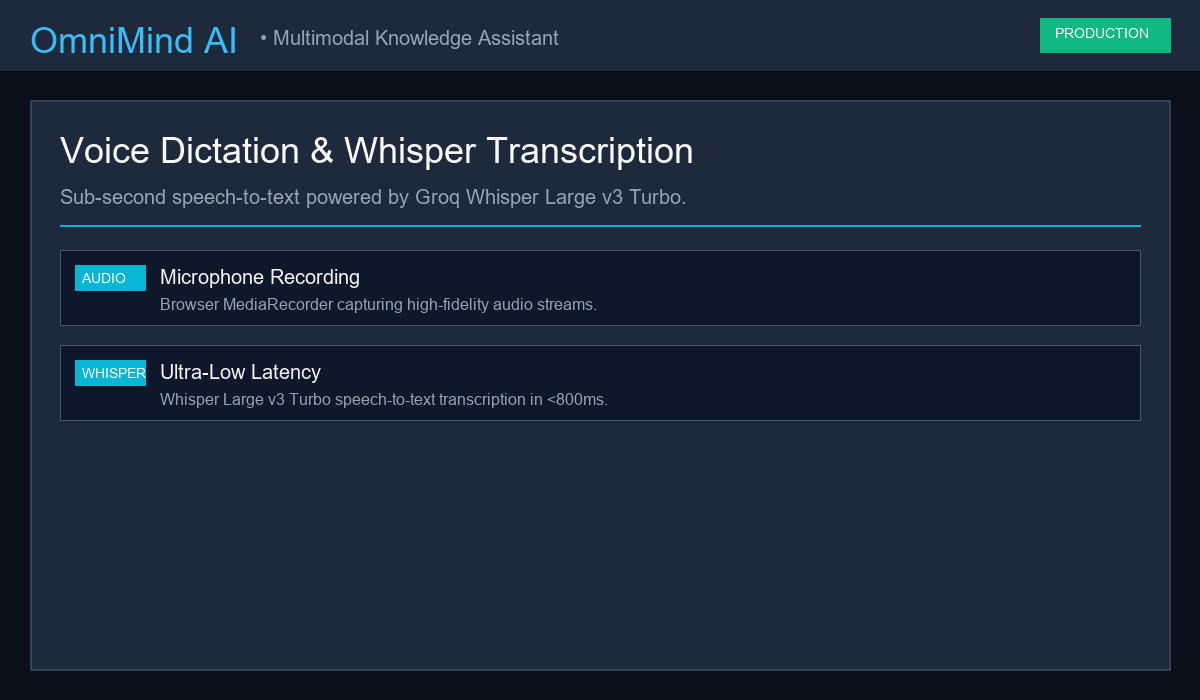 OmniMind AI • Multimodal Knowledge Assistant PRODUCTION
Voice Dictation & Whisper Transcription
Sub-second speech-to-text powered by Groq Whisper Large v3 Turbo.
AUDIO Microphone Recording
Browser MediaRecorder capturing high-fidelity audio streams.
WHISPER Ultra-Low Latency
Whisper Large v3 Turbo speech-to-text transcription in <800ms.